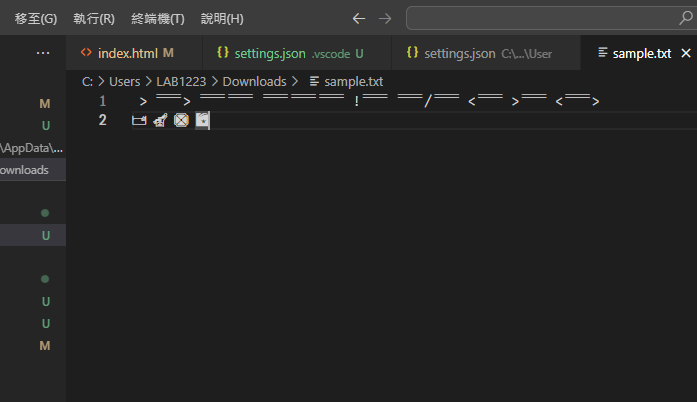 移至(G) 執行(R) 終端機(T) 說明(H)
index.html M settings.json .vscode U settings.json C:\...\User sample.txt
C: > Users > LAB1223 > Downloads > sample.txt
M
U
\AppData\...
ownloads
U
U
U
M
1
2